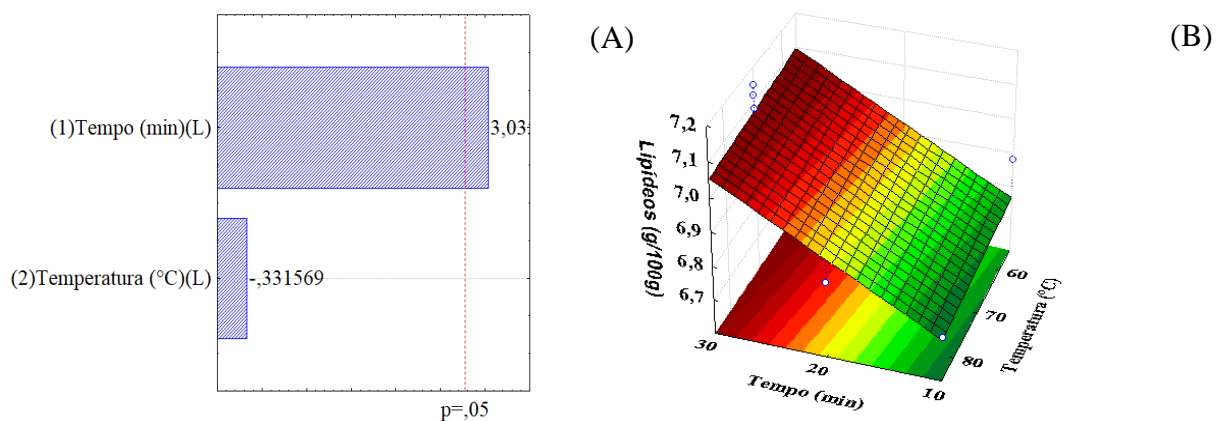 (A)
(B)
(1)Tempo (min)(L)
3,03
(2)Temperatura (°C)(L)
-,331569
p=,05
7,2
7,1
7,0
6,9
6,8
6,7
Lipídeos (g/100g)
30
20
10
Tempo (min)
60
70
80
Temperatura (°C)